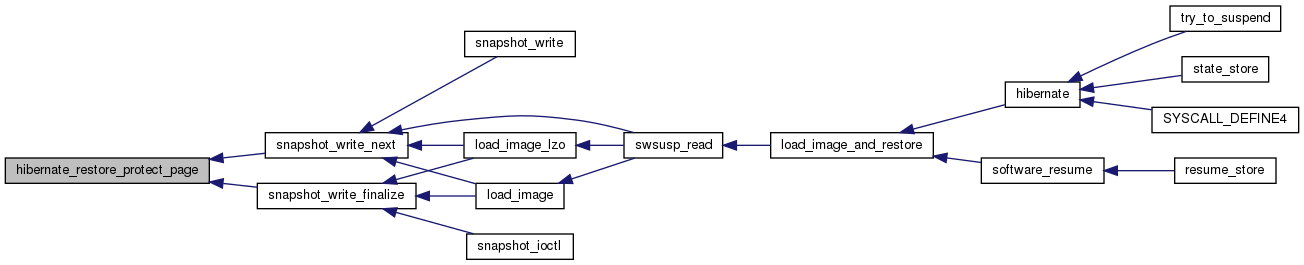 try_to_suspend
snapshot_write
state_store
hibernate
SYSCALL_DEFINE4
snapshot_write_next
load_image_lzo
swsusp_read
load_image_and_restore
hibernate_restore_protect_page
software_resume
resume_store
snapshot_write_finalize
load_image
snapshot_ioctl